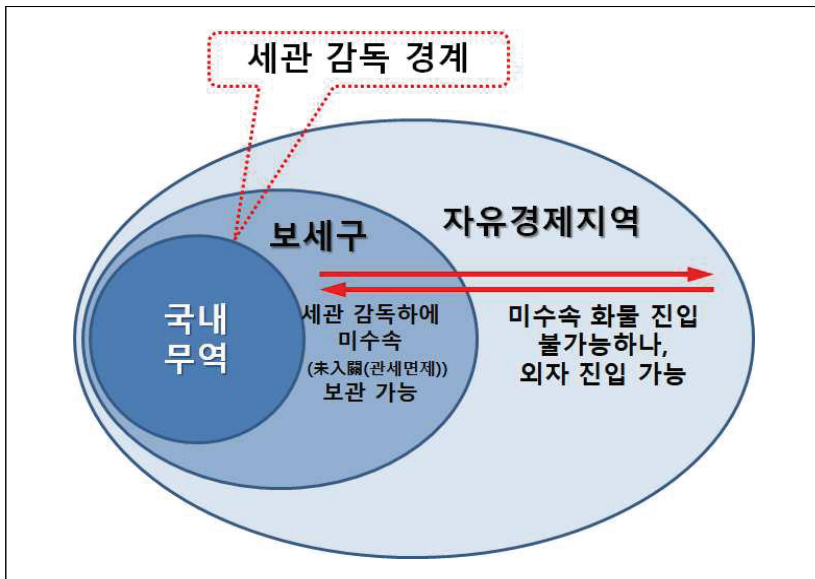 세관 감독 경계
자유경제지역
보세구
국내
무역
세관 감독하에
미수속
(未入關(관세면제))
보관 가능
미수속 화물 진입
불가능하나,
외자 진입 가능